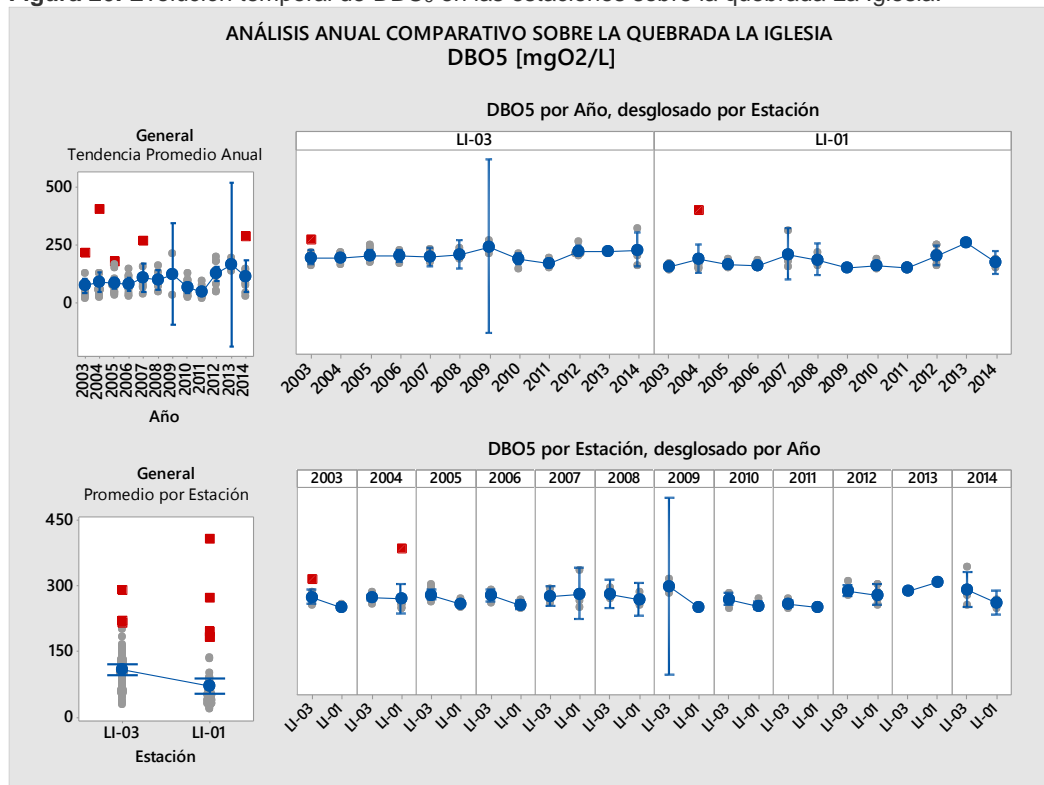 Figura 20. Evolución temporal de DBO₅ en las estaciones sobre la quebrada La Iglesia.
ANÁLISIS ANUAL COMPARATIVO SOBRE LA QUEBRADA LA IGLESIA
DBO5 [mgO2/L]
General
Tendencia Promedio Anual
500
250
0
2003 2004 2005 2006 2007 2008 2009 2010 2011 2012 2013 2014
Año
DBO5 por Año, desglosado por Estación
LI-03 LI-01
2003 2004 2005 2006 2007 2008 2009 2010 2011 2012 2013 2014 2003 2004 2005 2006 2007 2008 2009 2010 2011 2012 2013 2014
General
Promedio por Estación
450
300
150
0
LI-03 LI-01
Estación
DBO5 por Estación, desglosado por Año
2003 2004 2005 2006 2007 2008 2009 2010 2011 2012 2013 2014
LI-03 LI-01 LI-03 LI-01 LI-03 LI-01 LI-03 LI-01 LI-03 LI-01 LI-03 LI-01 LI-03 LI-01 LI-03 LI-01 LI-03 LI-01 LI-03 LI-01 LI-03 LI-01 LI-03 LI-01